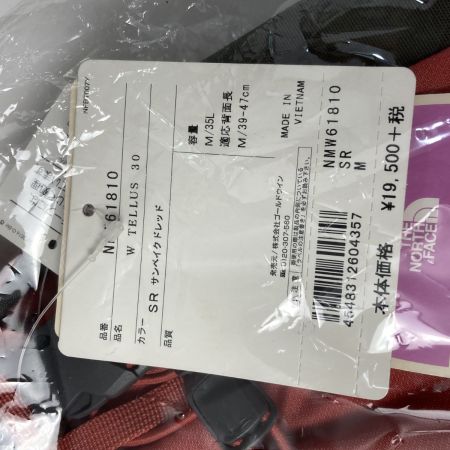 品番 NMW61810
品名 W TELLUS 30
カラー SR サンベイクドレッド
品質
容量
M/35L
適応背面長
M/39-47cm
MADE IN
VIETNAM
発売元/株式会社ゴールドウイン
0120-307-560
NMW61810
SR
M
4548312604357
本体価格 ¥19,500+税
THE
NORTH
FACE